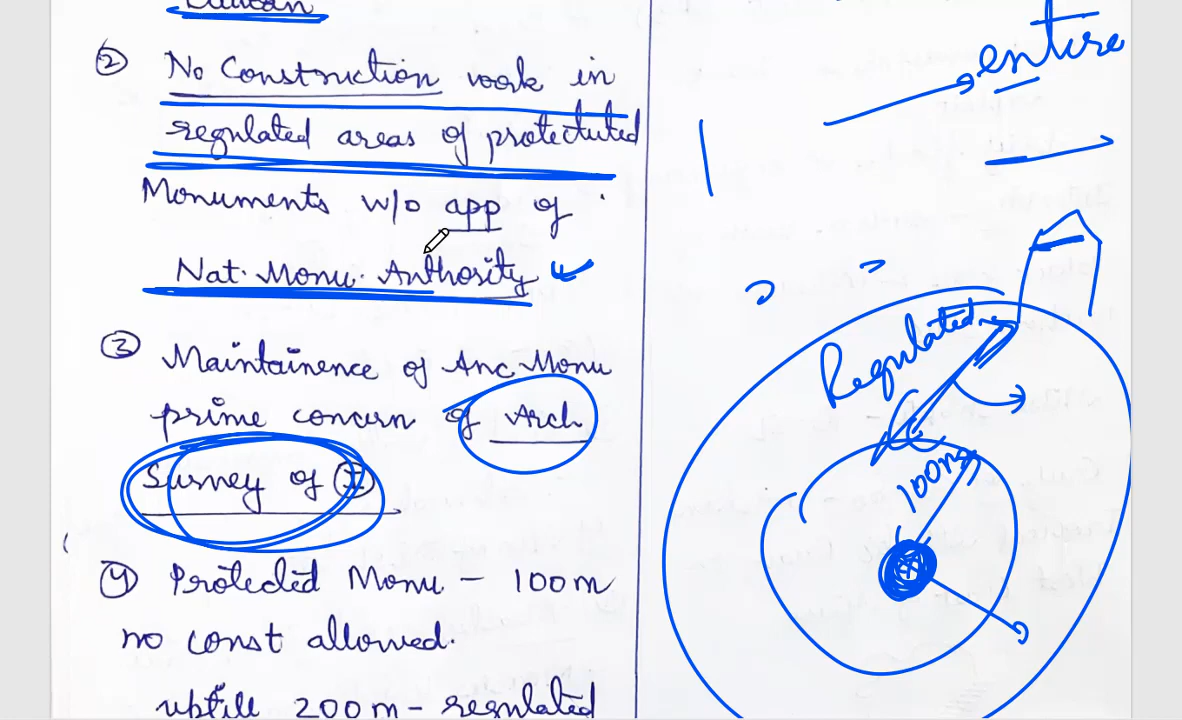 ② No Construction work in
regulated areas of protectuted
Monuments w/o app of
Nat. Monu. Authority
③ Maintainence of Anc. Monu
prime concern of Arch
Survey of (I)
④ Protected Monu - 100m
no const allowed.
uptill 200m - regulated
entire
Regulated
100m